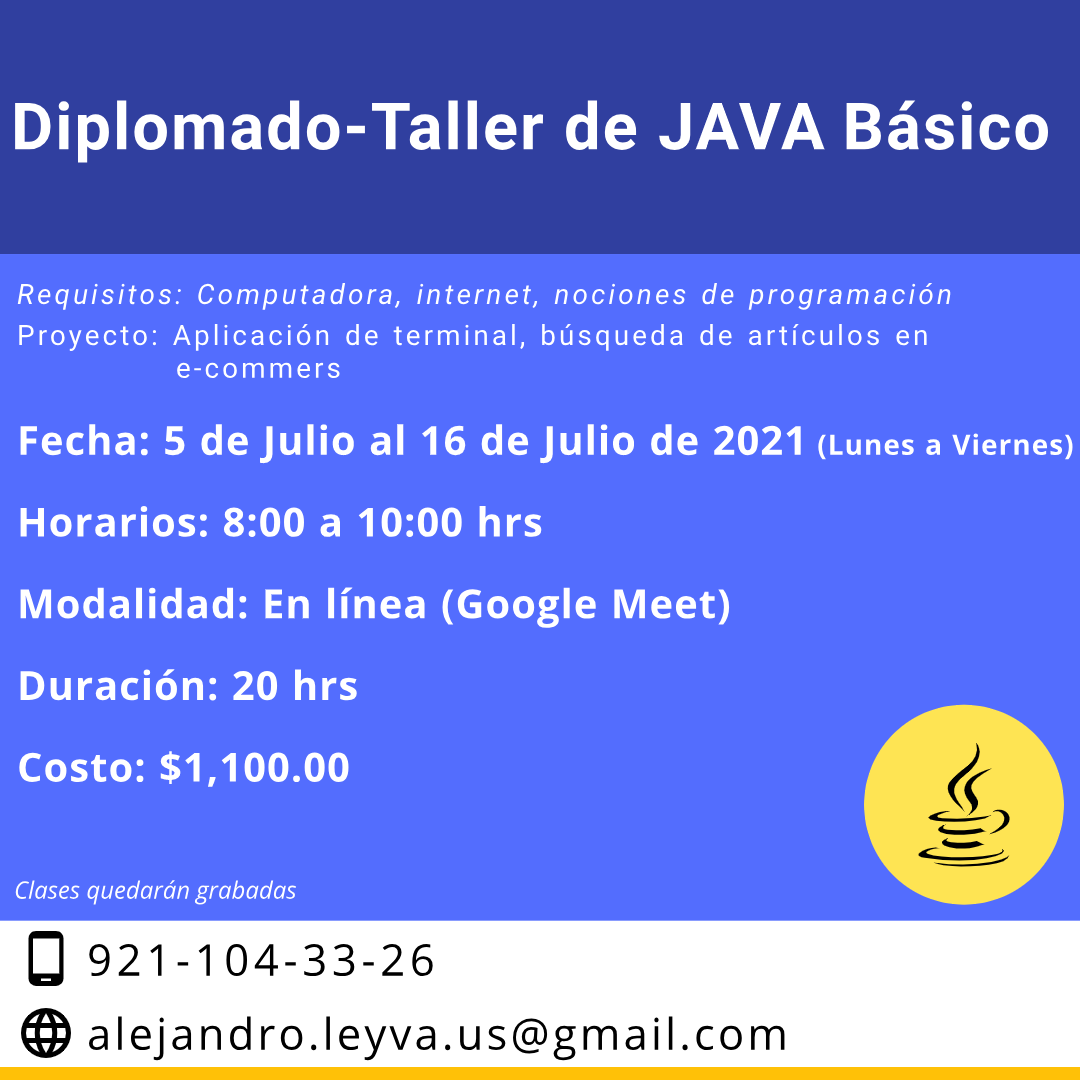 Diplomado-Taller de JAVA Básico
Requisitos: Computadora, internet, nociones de programación
Proyecto: Aplicación de terminal, búsqueda de artículos en
e-commers
Fecha: 5 de Julio al 16 de Julio de 2021 (Lunes a Viernes)
Horarios: 8:00 a 10:00 hrs
Modalidad: En línea (Google Meet)
Duración: 20 hrs
Costo: $1,100.00
Clases quedarán grabadas
921-104-33-26
alejandro.leyva.us@gmail.com